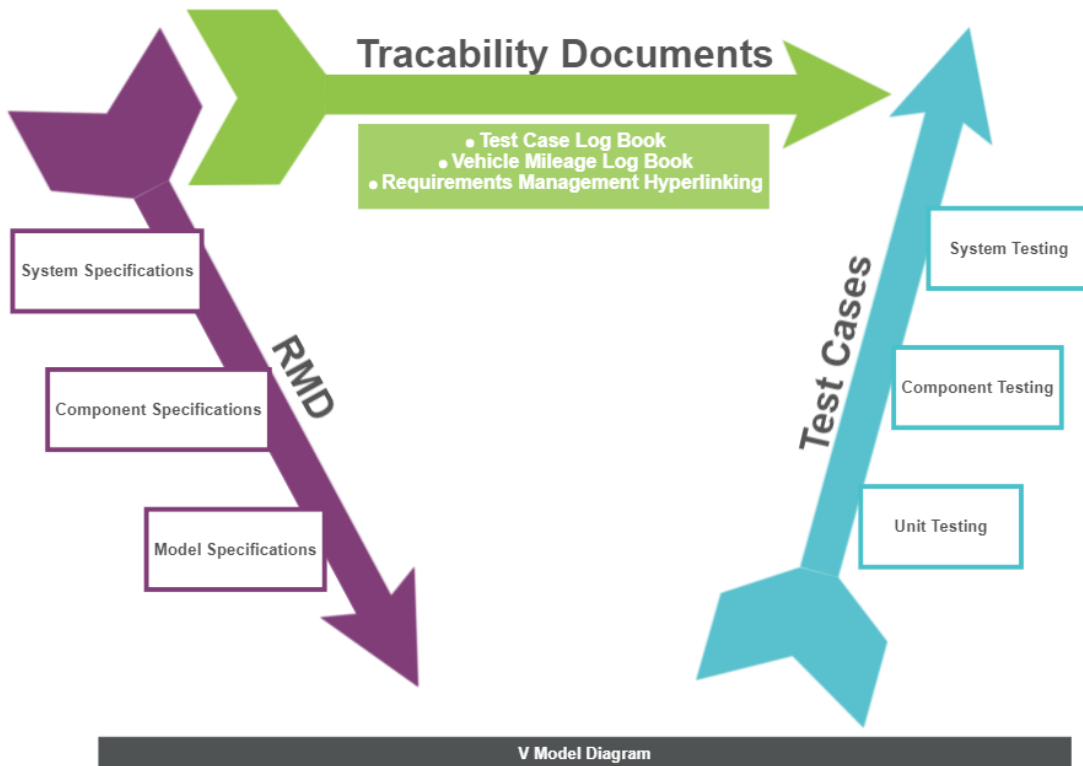 Tracability Documents
● Test Case Log Book
● Vehicle Mileage Log Book
● Requirements Management Hyperlinking
System Specifications
RMD
Component Specifications
Model Specifications
Test Cases
System Testing
Component Testing
Unit Testing
V Model Diagram